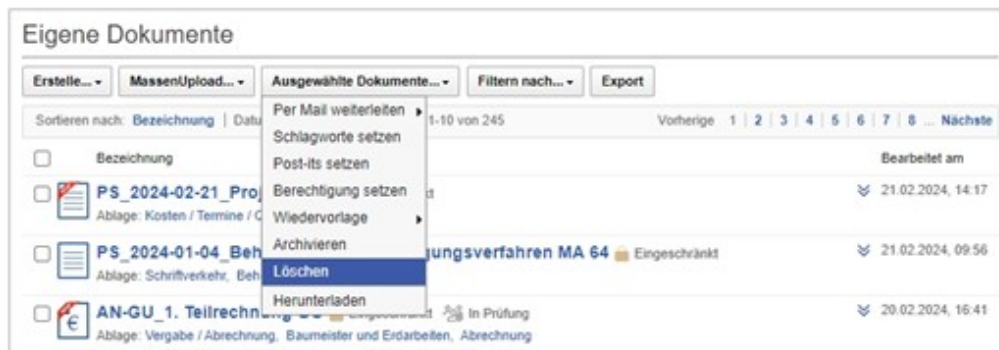 Eigene Dokumente
Erstelle... MassenUpload... Ausgewählte Dokumente... Filtern nach... Export
Sortieren nach: Bezeichnung | Datu 1-10 von 245 Vorherige 1 | 2 | 3 | 4 | 5 | 6 | 7 | 8 ... Nächste
Per Mail weiterleiten
Schlagworte setzen
Post-its setzen
Berechtigung setzen
Wiedervorlage
Archivieren
Löschen
Herunterladen
Bezeichnung Bearbeitet am
PS_2024-02-21_Proj 21.02.2024, 14:17
Ablage: Kosten / Termine /
PS_2024-01-04_Beh gungsverfahren MA 64 Eingeschränkt 21.02.2024, 09:56
Ablage: Schriftverkehr, Beh
AN-GU_1. Teilrechn In Prüfung 20.02.2024, 16:41
Ablage: Vergabe / Abrechnung, Baumeister und Erdarbeiten, Abrechnung